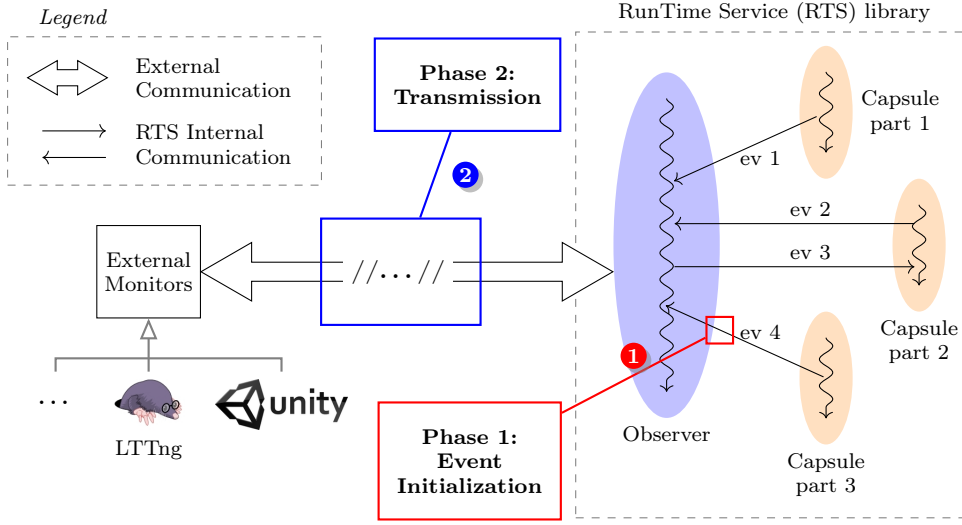 Legend
External
Communication
RTS Internal
Communication
Phase 2:
Transmission
2
RunTime Service (RTS) library
Capsule
part 1
ev 1
ev 2
ev 3
ev 4
Capsule
part 2
Capsule
part 3
Observer
External
Monitors
//...//
...
LTTng
unity
1
Phase 1:
Event
Initialization